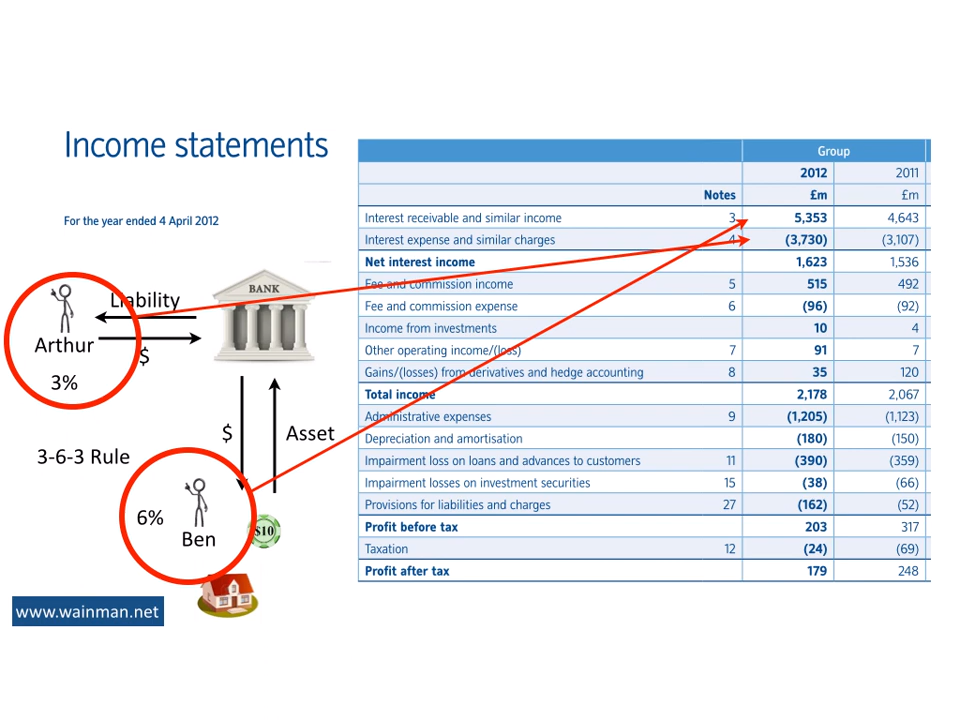 Income statements
For the year ended 4 April 2012
Group
2012 2011
Notes £m £m
Interest receivable and similar income 3 5,353 4,643
Interest expense and similar charges 4 (3,730) (3,107)
Net interest income 1,623 1,536
Fee and commission income 5 515 492
Fee and commission expense 6 (96) (92)
Income from investments 10 4
Other operating income/(loss) 7 91 7
Gains/(losses) from derivatives and hedge accounting 8 35 120
Total income 2,178 2,067
Administrative expenses 9 (1,205) (1,123)
Depreciation and amortisation (180) (150)
Impairment loss on loans and advances to customers 11 (390) (359)
Impairment losses on investment securities 15 (38) (66)
Provisions for liabilities and charges 27 (162) (52)
Profit before tax 203 317
Taxation 12 (24) (69)
Profit after tax 179 248
BANK
Liability
Arthur
$
3%
$
Asset
3-6-3 Rule
6%
Ben
$10
www.wainman.net